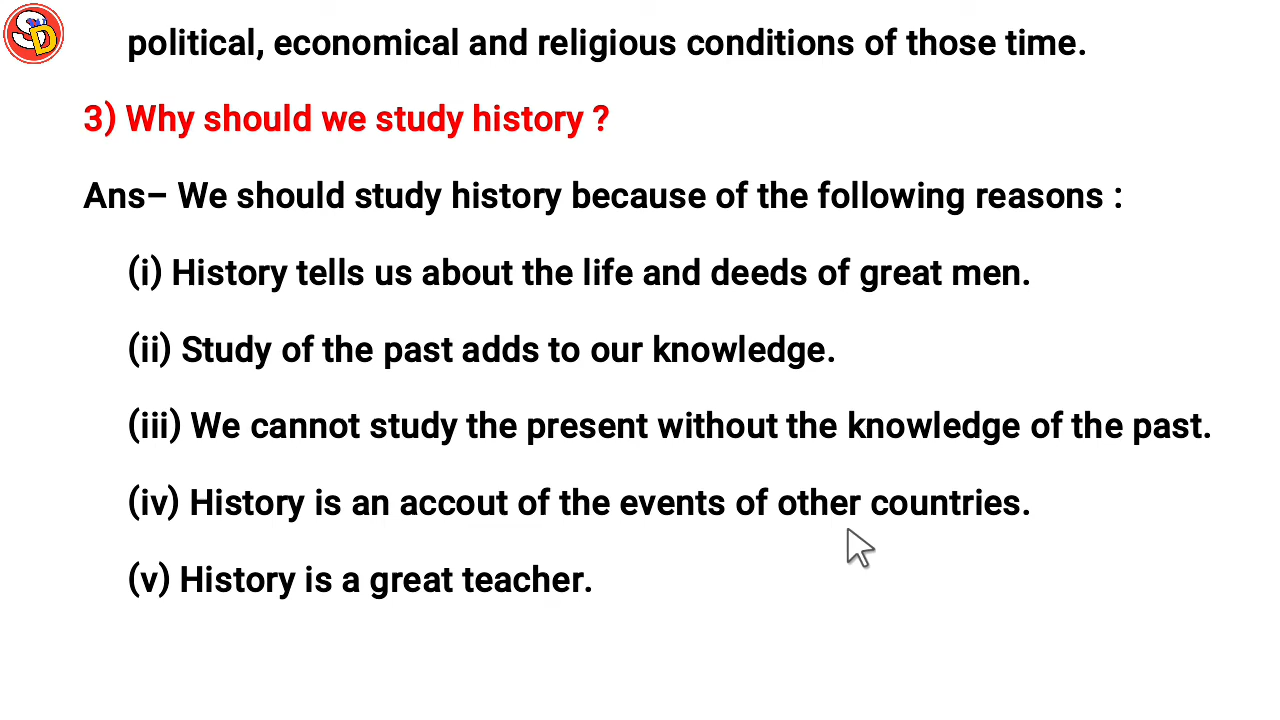 political, economical and religious conditions of those time.
3) Why should we study history ?
Ans– We should study history because of the following reasons :
(i) History tells us about the life and deeds of great men.
(ii) Study of the past adds to our knowledge.
(iii) We cannot study the present without the knowledge of the past.
(iv) History is an accout of the events of other countries.
(v) History is a great teacher.